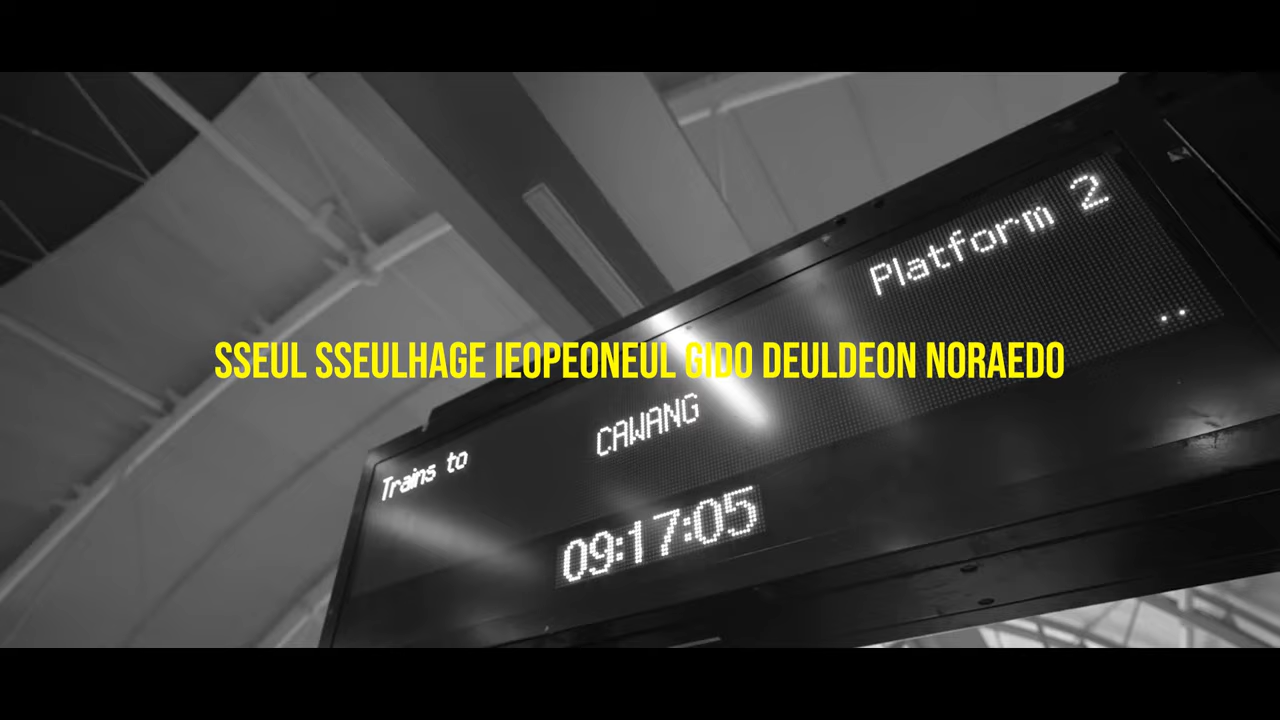 Platform 2
..
SSEUL SSEULHAGE IEOPEONEUL GIDO DEULDEON NORAEDO
CAWANG
Trains to
09:17:05